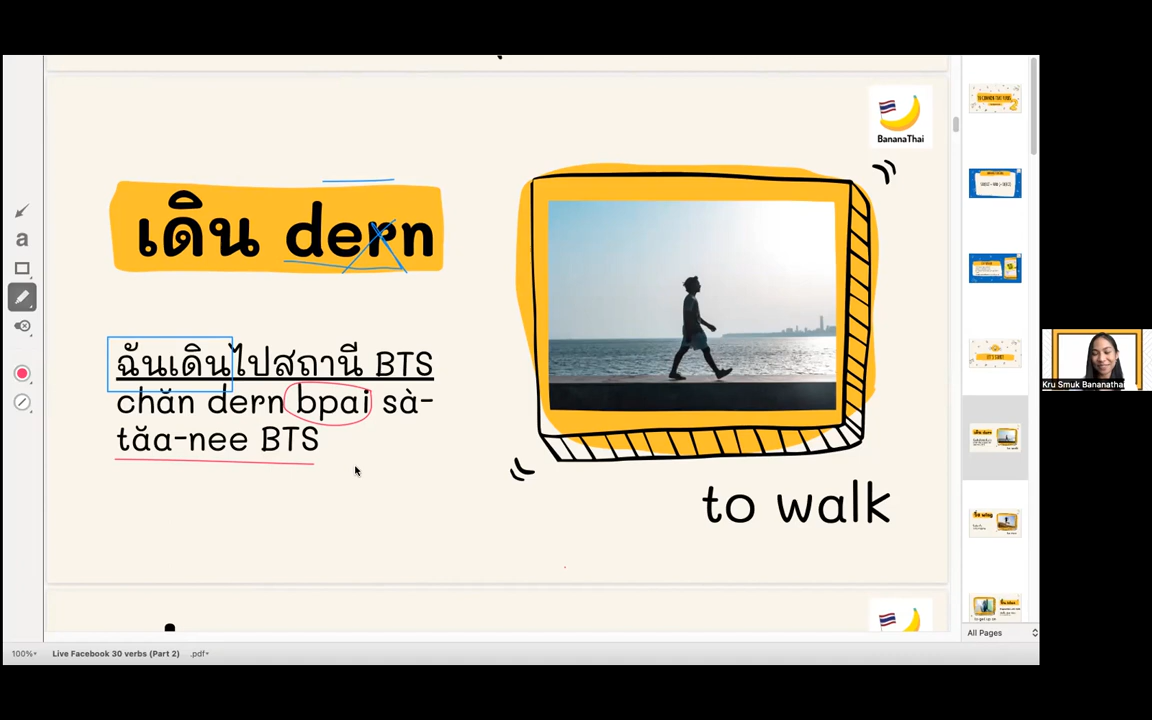 BananaThai
เดิน dern
ฉันเดินไปสถานี BTS
chăn dern bpai sà-
tăa-nee BTS
to walk
a
Kru Smuk Bananathai
All Pages
100%
Live Facebook 30 verbs (Part 2)
.pdf